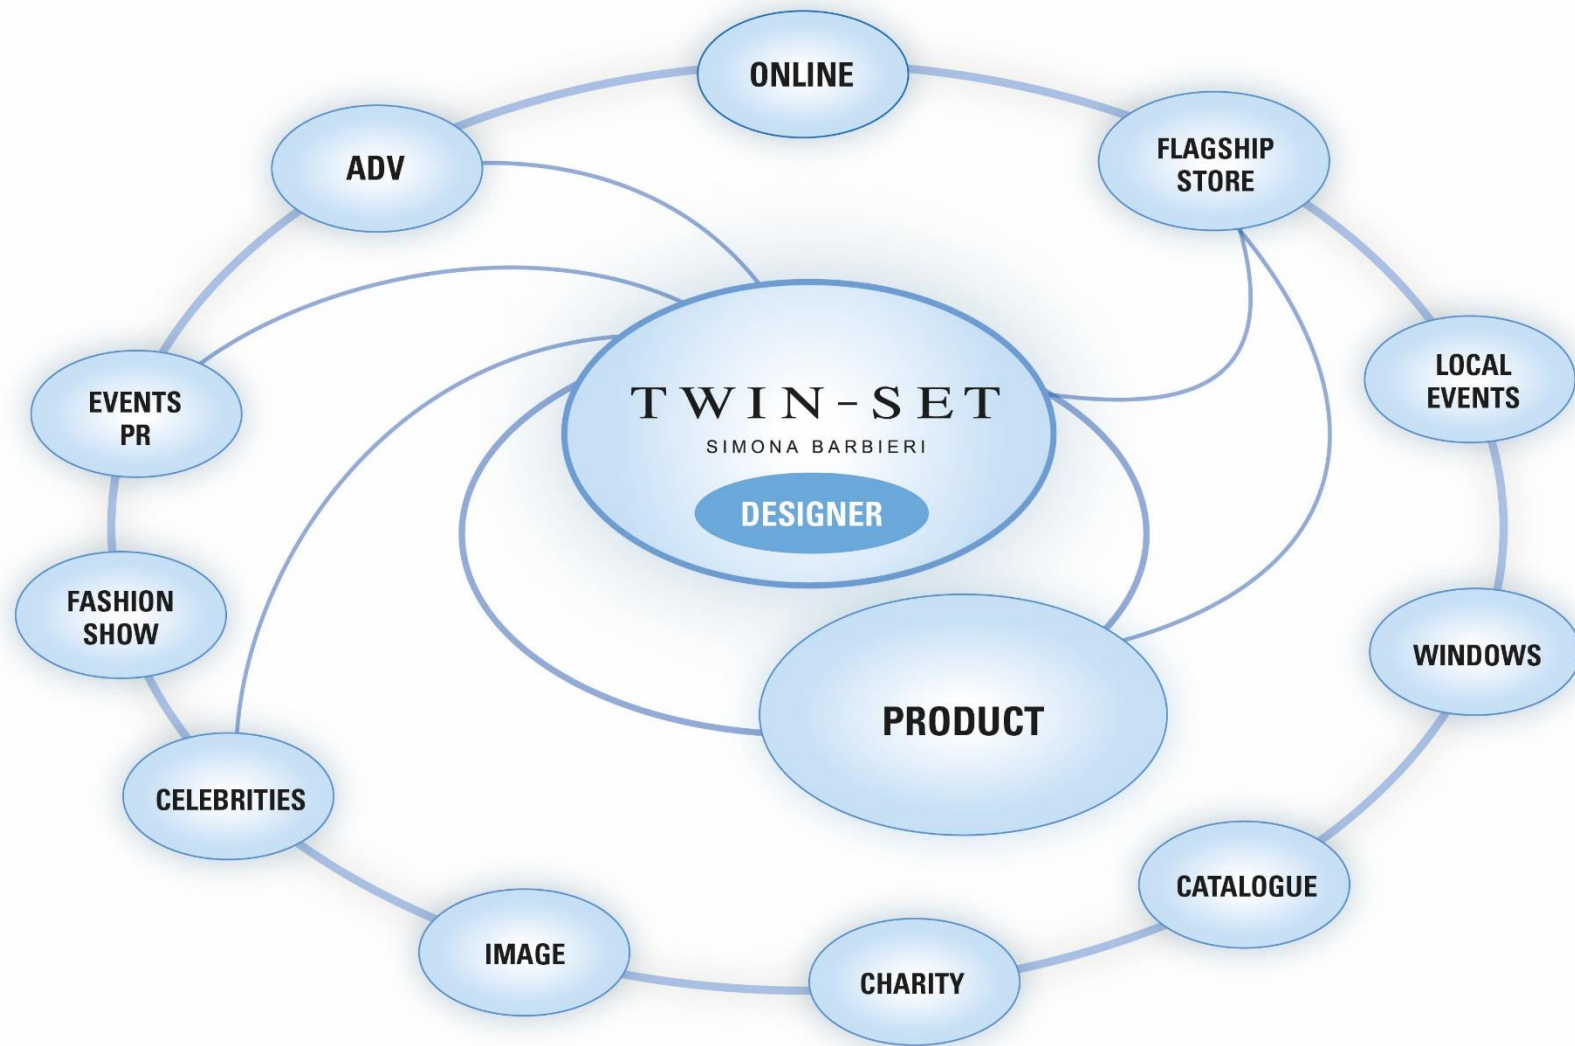 ONLINE
ADV
FLAGSHIP
STORE
EVENTS
PR
LOCAL
EVENTS
TWIN-SET
SIMONA BARBIERI
DESIGNER
FASHION
SHOW
WINDOWS
PRODUCT
CELEBRITIES
CATALOGUE
IMAGE
CHARITY